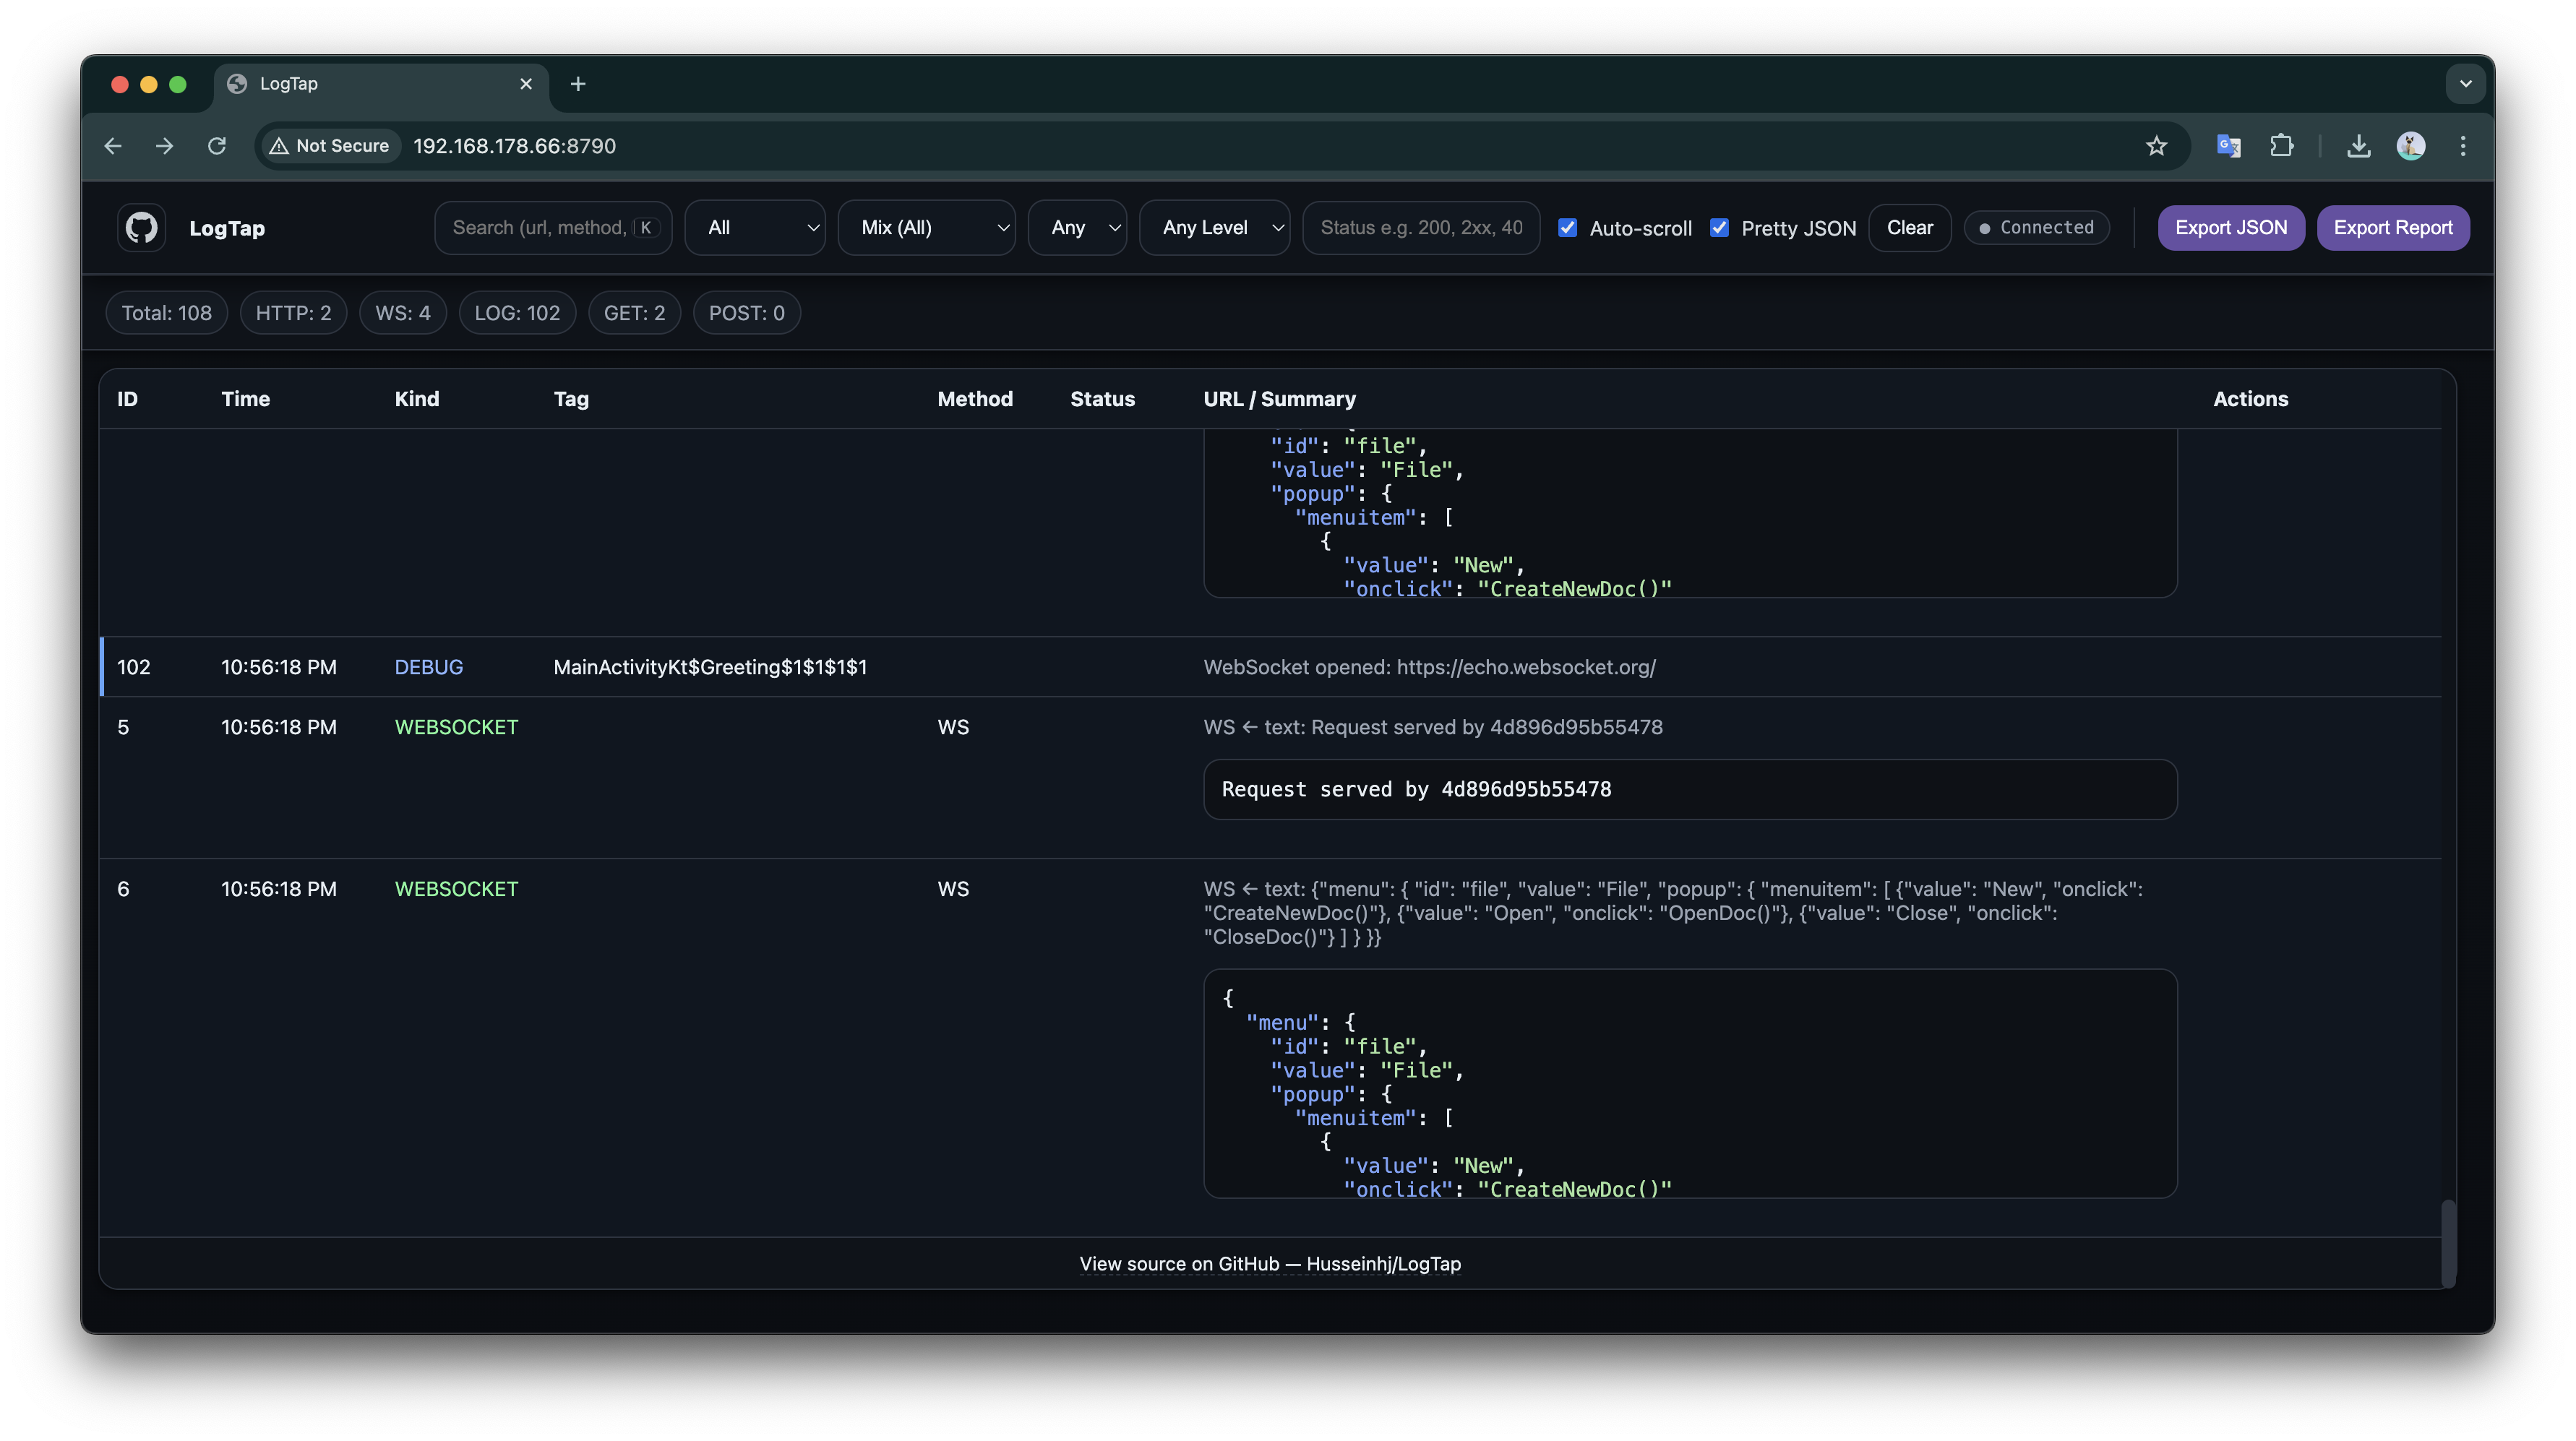 LogTap
Not Secure 192.168.178.66:8790
LogTap Search (url, method, K All Mix (All) Any Any Level Status e.g. 200, 2xx, 40 Auto-scroll Pretty JSON Clear Connected Export JSON Export Report
Total: 108 HTTP: 2 WS: 4 LOG: 102 GET: 2 POST: 0
ID Time Kind Tag Method Status URL / Summary Actions
"id": "file",
"value": "File",
"popup": {
"menuitem": [
{
"value": "New",
"onclick": "CreateNewDoc()"
102 10:56:18 PM DEBUG MainActivityKt$Greeting$1$1$1$1 WebSocket opened: https://echo.websocket.org/
5 10:56:18 PM WEBSOCKET WS WS ← text: Request served by 4d896d95b55478
Request served by 4d896d95b55478
6 10:56:18 PM WEBSOCKET WS WS ← text: {"menu": { "id": "file", "value": "File", "popup": { "menuitem": [ {"value": "New", "onclick":
"CreateNewDoc()"}, {"value": "Open", "onclick": "OpenDoc()"}, {"value": "Close", "onclick":
"CloseDoc()"} ] } }}
{
"menu": {
"id": "file",
"value": "File",
"popup": {
"menuitem": [
{
"value": "New",
"onclick": "CreateNewDoc()"
View source on GitHub — Husseinhj/LogTap